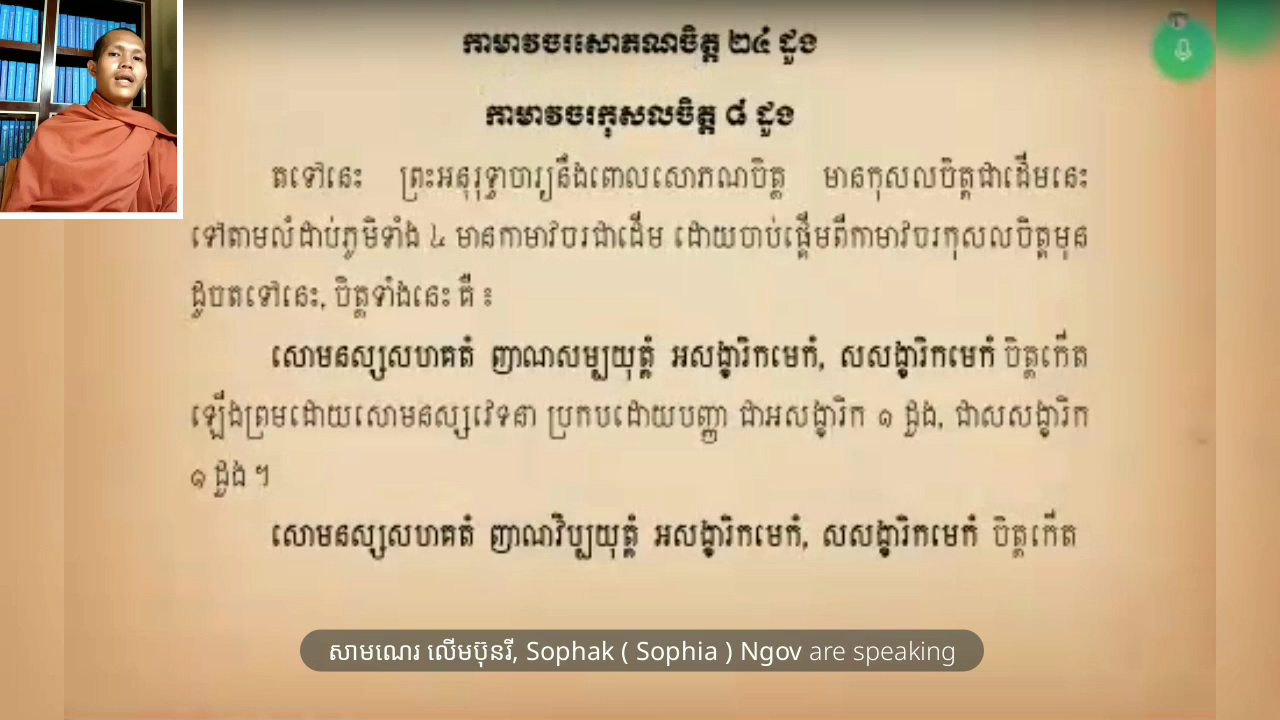 កាមាវចរសោភណចិត្ត ២៤ ដួង
កាមាវចរកុសលចិត្ត ៨ ដួង
តទៅនេះ ព្រះអនុរុទ្ធាចារ្យនឹងពោលសោភណចិត្ត មានកុសលចិត្តជាដើមនេះ
ទៅតាមលំដាប់ភូមិទាំង ៤ មានកាមាវចរជាដើម ដោយចាប់ផ្តើមពីកាមាវចរកុសលចិត្តមុន
ដូចតទៅនេះ, ចិត្តទាំងនេះ គឺ ៖
សោមនស្សសហគតំ ញាណសម្បយុត្តំ អសង្ខារិកមេកំ, សសង្ខារិកមេកំ ចិត្តកើត
ឡើងព្រមដោយសោមនស្សវេទនា ប្រកបដោយបញ្ញា ជាអសង្ខារិក ១ ដួង, ជាសសង្ខារិក
១ ដួង ។
សោមនស្សសហគតំ ញាណវិប្បយុត្តំ អសង្ខារិកមេកំ, សសង្ខារិកមេកំ ចិត្តកើត
សាមណេរ លើមប៊ុនរី, Sophak ( Sophia ) Ngov are speaking